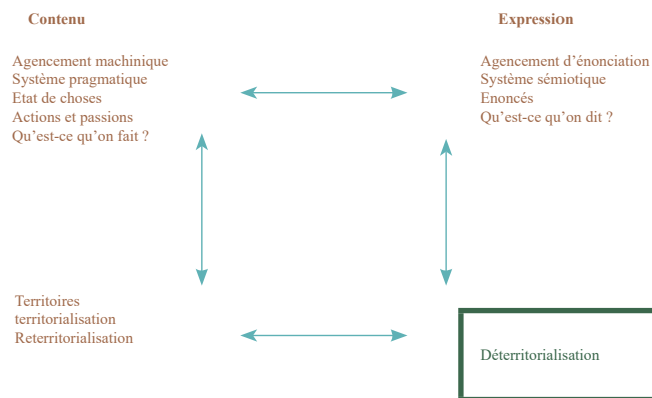 Contenu
Agencement machinique
Système pragmatique
Etat de choses
Actions et passions
Qu’est-ce qu’on fait ?
Expression
Agencement d’énonciation
Système sémiotique
Enoncés
Qu’est-ce qu’on dit ?
Territoires
territorialisation
Reterritorialisation
Déterritorialisation